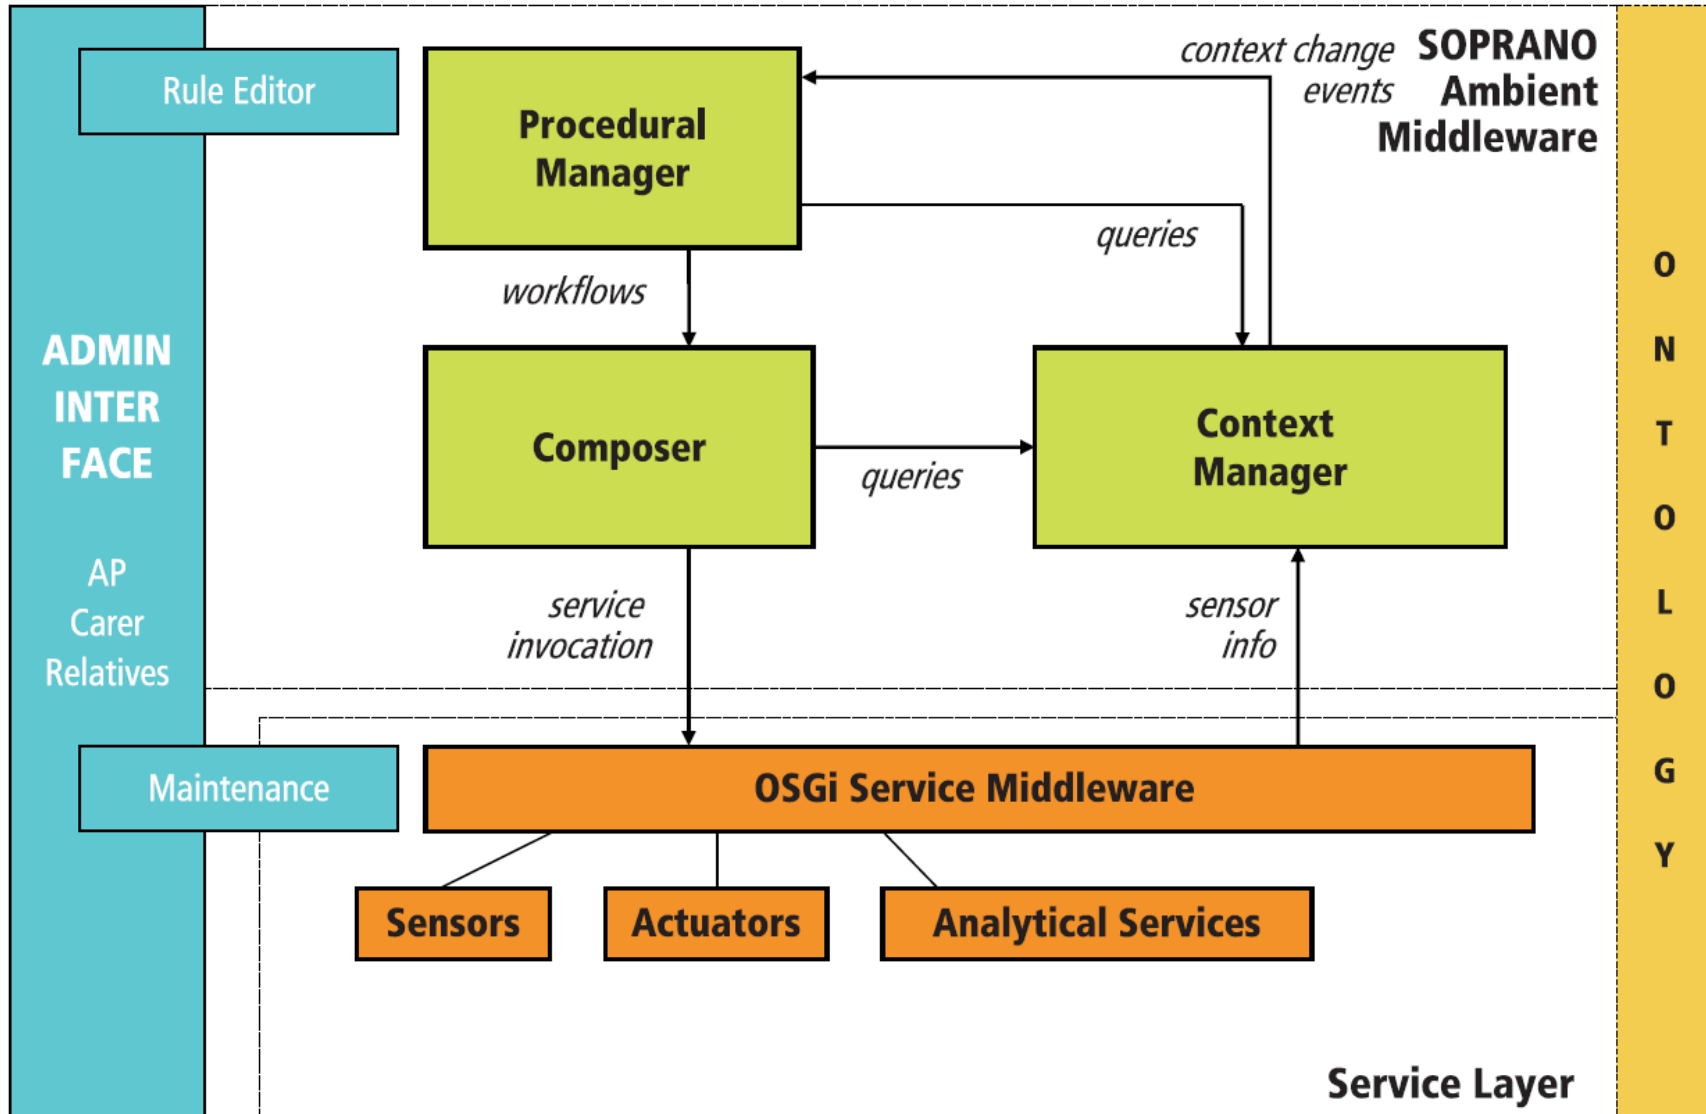 Rule Editor
ADMIN
INTER
FACE
AP
Carer
Relatives
Maintenance
SOPRANO
Ambient
Middleware
context change
events
Procedural
Manager
queries
workflows
Composer
queries
Context
Manager
service
invocation
sensor
info
OSGi Service Middleware
Sensors
Actuators
Analytical Services
Service Layer
O
N
T
O
L
O
G
Y